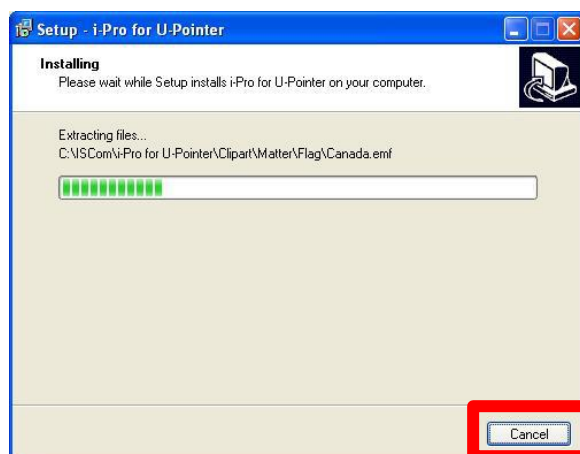 Setup - i-Pro for U-Pointer
Installing
Please wait while Setup installs i-Pro for U-Pointer on your computer.
Extracting files...
C:\ISCom\i-Pro for U-Pointer\Clipart\Matter\Flag\Canada.emf
Cancel